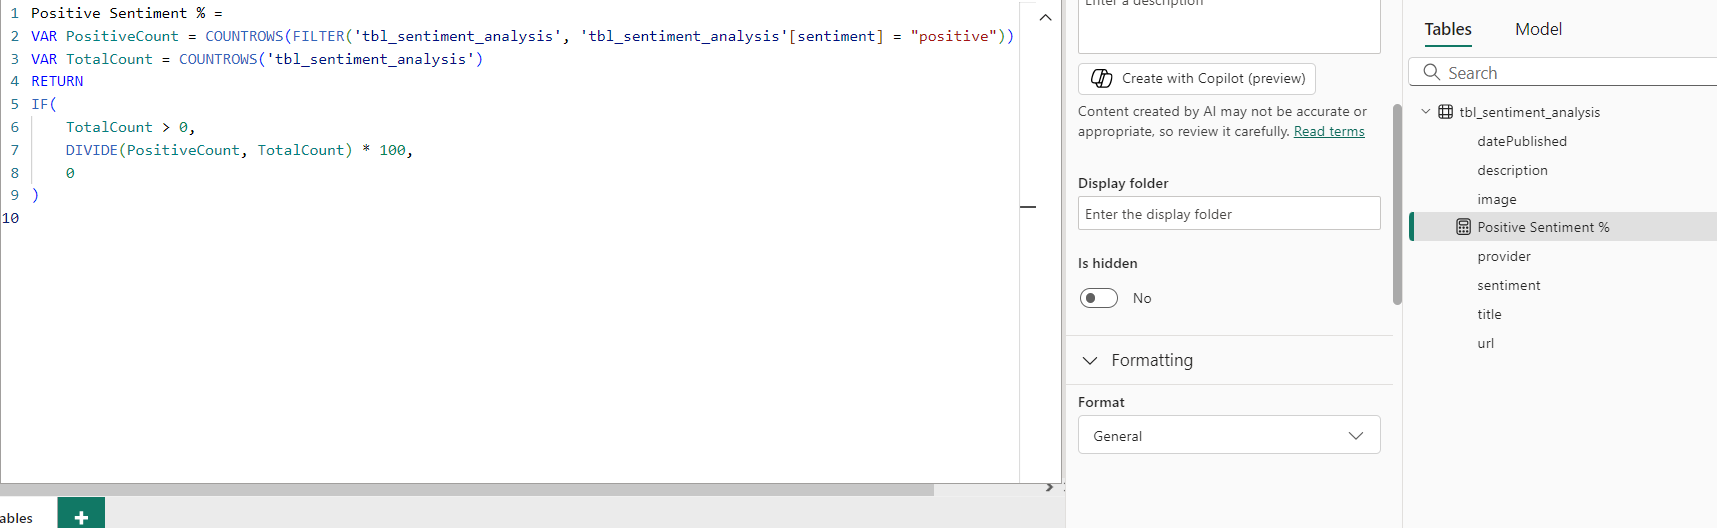 1 Positive Sentiment % =
2 VAR PositiveCount = COUNTROWS(FILTER('tbl_sentiment_analysis', 'tbl_sentiment_analysis'[sentiment] = "positive"))
3 VAR TotalCount = COUNTROWS('tbl_sentiment_analysis')
4 RETURN
5 IF(
6 TotalCount > 0,
7 DIVIDE(PositiveCount, TotalCount) * 100,
8 0
9 )
10
ables
+
Enter a description
Create with Copilot (preview)
Content created by AI may not be accurate or
appropriate, so review it carefully. Read terms
Display folder
Enter the display folder
Is hidden
No
Formatting
Format
General
Tables Model
Search
tbl_sentiment_analysis
datePublished
description
image
Positive Sentiment %
provider
sentiment
title
url